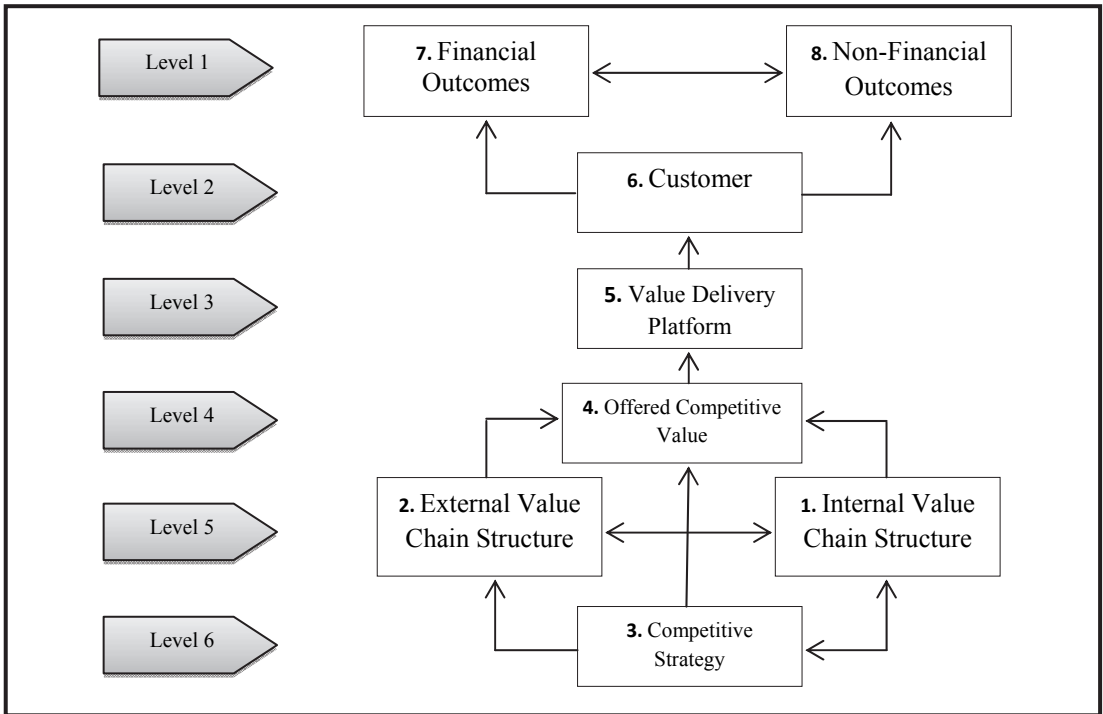 Level 1
7. Financial
Outcomes
8. Non-Financial
Outcomes
Level 2
6. Customer
Level 3
5. Value Delivery
Platform
Level 4
4. Offered Competitive
Value
Level 5
2. External Value
Chain Structure
1. Internal Value
Chain Structure
Level 6
3. Competitive
Strategy